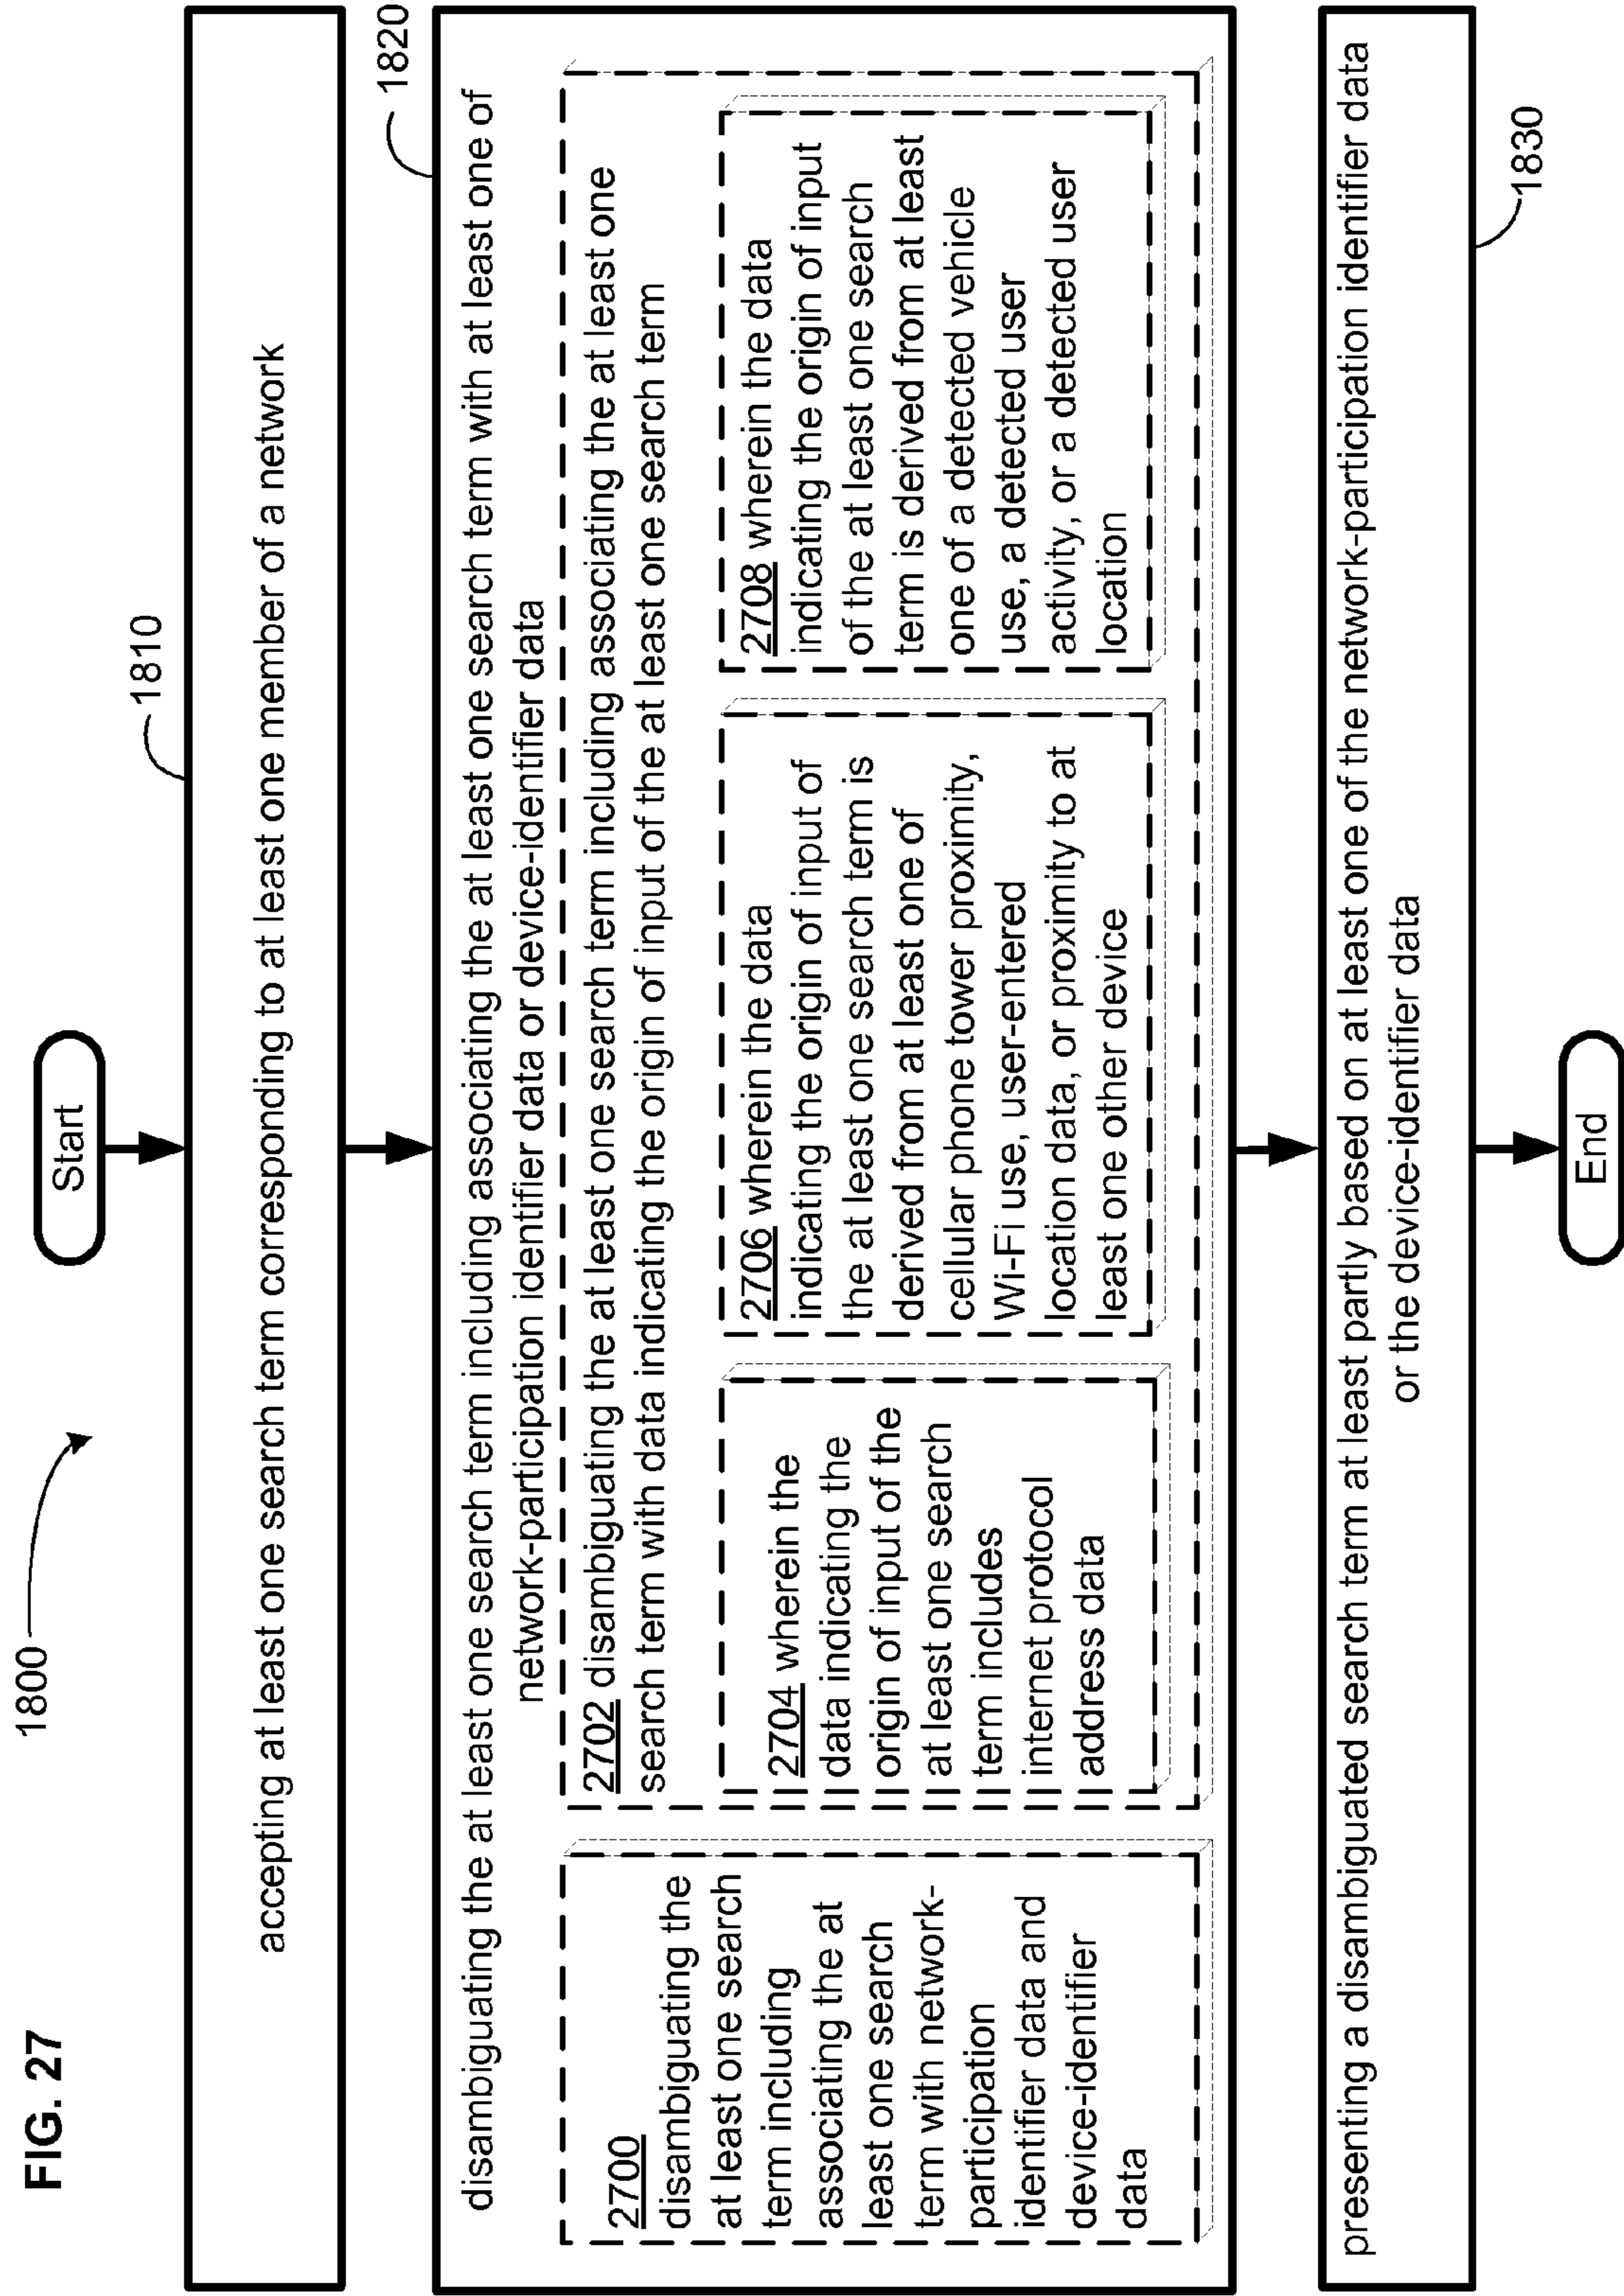 FIG. 27
1800
Start
1810
accepting at least one search term corresponding to at least one member of a network
1820
disambiguating the at least one search term including associating the at least one search term with at least one of
network-participation identifier data or device-identifier data
2700
disambiguating the
at least one search
term including
associating the at
least one search
term with network-
participation
identifier data and
device-identifier
data
2702 disambiguating the at least one search term including associating the at least one
search term with data indicating the origin of input of the at least one search term
2704 wherein the
data indicating the
origin of input of the
at least one search
term includes
internet protocol
address data
2706 wherein the data
indicating the origin of input of
the at least one search term is
derived from at least one of
cellular phone tower proximity,
Wi-Fi use, user-entered
location data, or proximity to at
least one other device
2708 wherein the data
indicating the origin of input
of the at least one search
term is derived from at least
one of a detected vehicle
use, a detected user
activity, or a detected user
location
presenting a disambiguated search term at least partly based on at least one of the network-participation identifier data
or the device-identifier data
1830
End